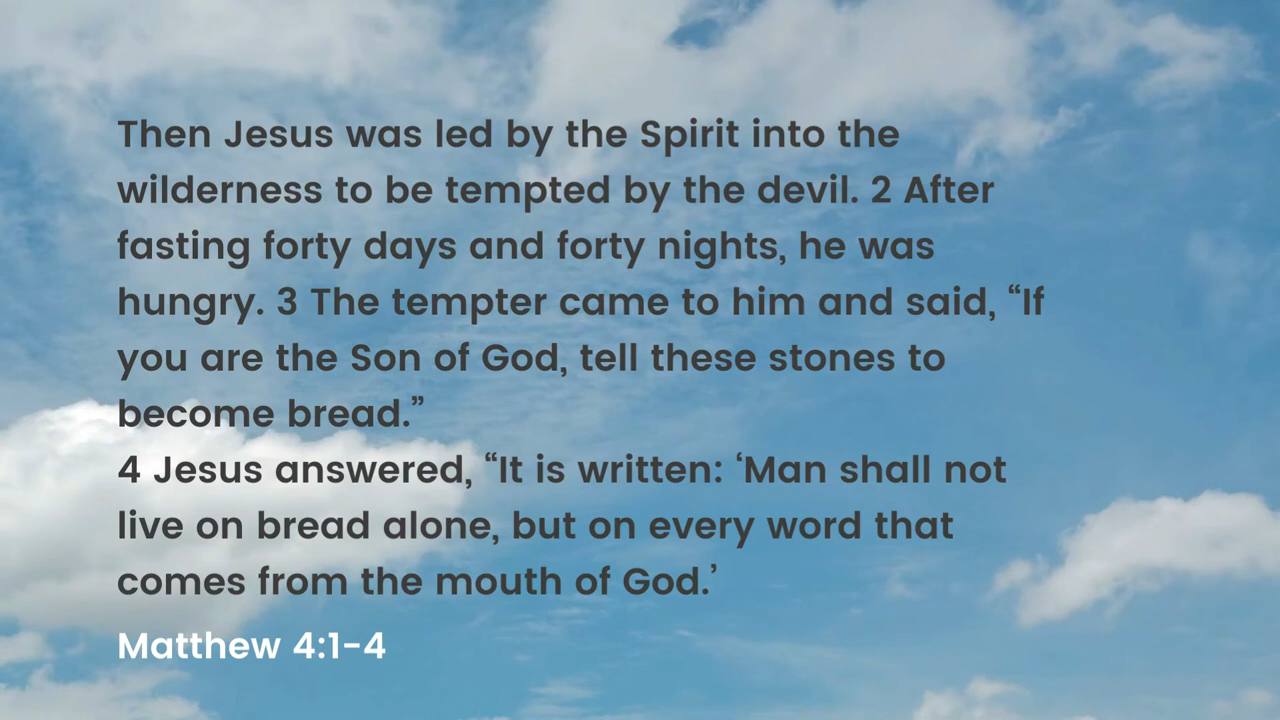 Then Jesus was led by the Spirit into the
wilderness to be tempted by the devil. 2 After
fasting forty days and forty nights, he was
hungry. 3 The tempter came to him and said, “If
you are the Son of God, tell these stones to
become bread.”
4 Jesus answered, “It is written: ‘Man shall not
live on bread alone, but on every word that
comes from the mouth of God.’
Matthew 4:1-4